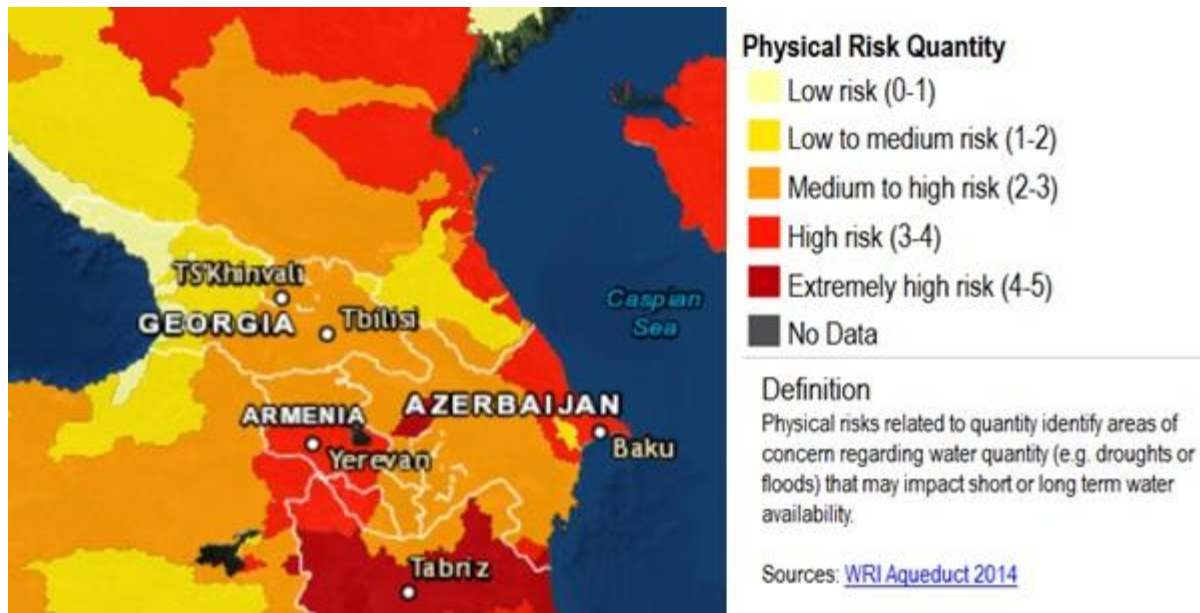 TS'Khinvali
GEORGIA
Tbilisi
Caspian
Sea
ARMENIA
AZERBAIJAN
Yerevan
Baku
Tabriz
Physical Risk Quantity
Low risk (0-1)
Low to medium risk (1-2)
Medium to high risk (2-3)
High risk (3-4)
Extremely high risk (4-5)
No Data
Definition
Physical risks related to quantity identify areas of
concern regarding water quantity (e.g. droughts or
floods) that may impact short or long term water
availability.
Sources: WRI Aqueduct 2014